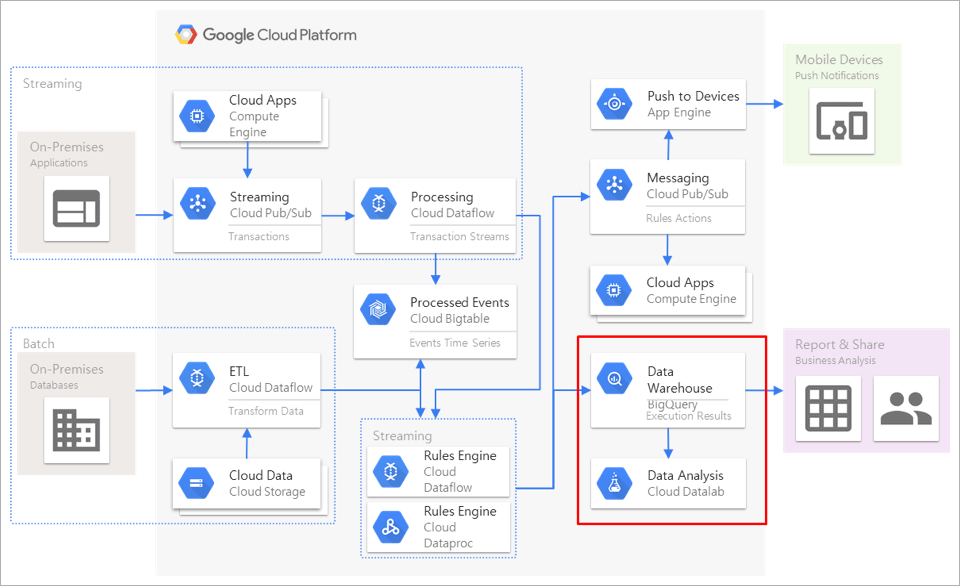 Google Cloud Platform
Streaming
On-Premises
Applications
Cloud Apps
Compute
Engine
Streaming
Cloud Pub/Sub
Transactions
Processing
Cloud Dataflow
Transaction Streams
Processed Events
Cloud Bigtable
Events Time Series
Batch
On-Premises
Databases
ETL
Cloud Dataflow
Transform Data
Cloud Data
Cloud Storage
Streaming
Rules Engine
Cloud
Dataflow
Rules Engine
Cloud
Dataproc
Push to Devices
App Engine
Messaging
Cloud Pub/Sub
Rules Actions
Cloud Apps
Compute Engine
Data
Warehouse
BigQuery
Execution Results
Data Analysis
Cloud Datalab
Mobile Devices
Push Notifications
Report & Share
Business Analysis